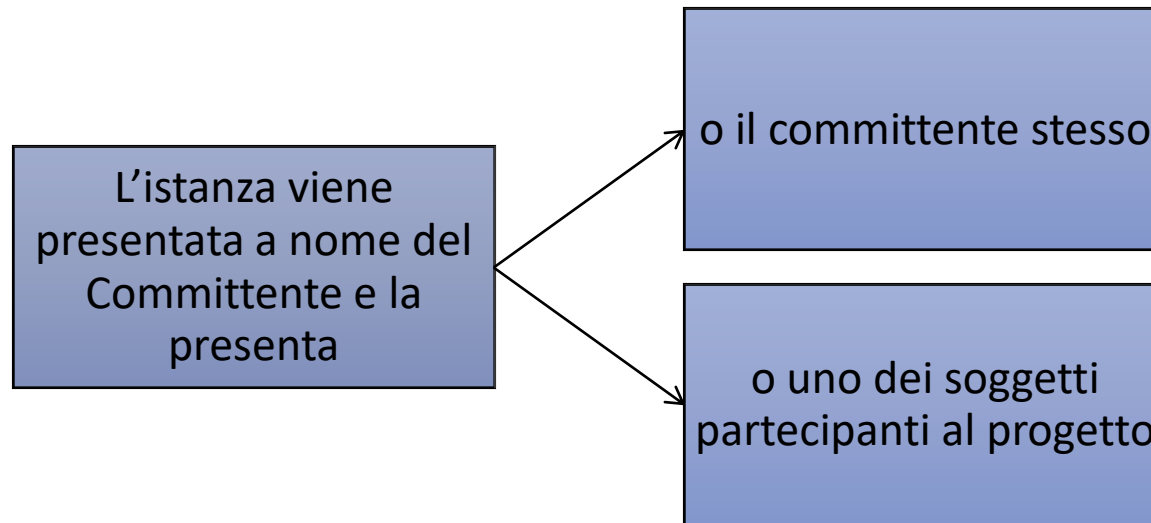 L’istanza viene
presentata a nome del
Committente e la
presenta
o il committente stesso
o uno dei soggetti
partecipanti al progetto